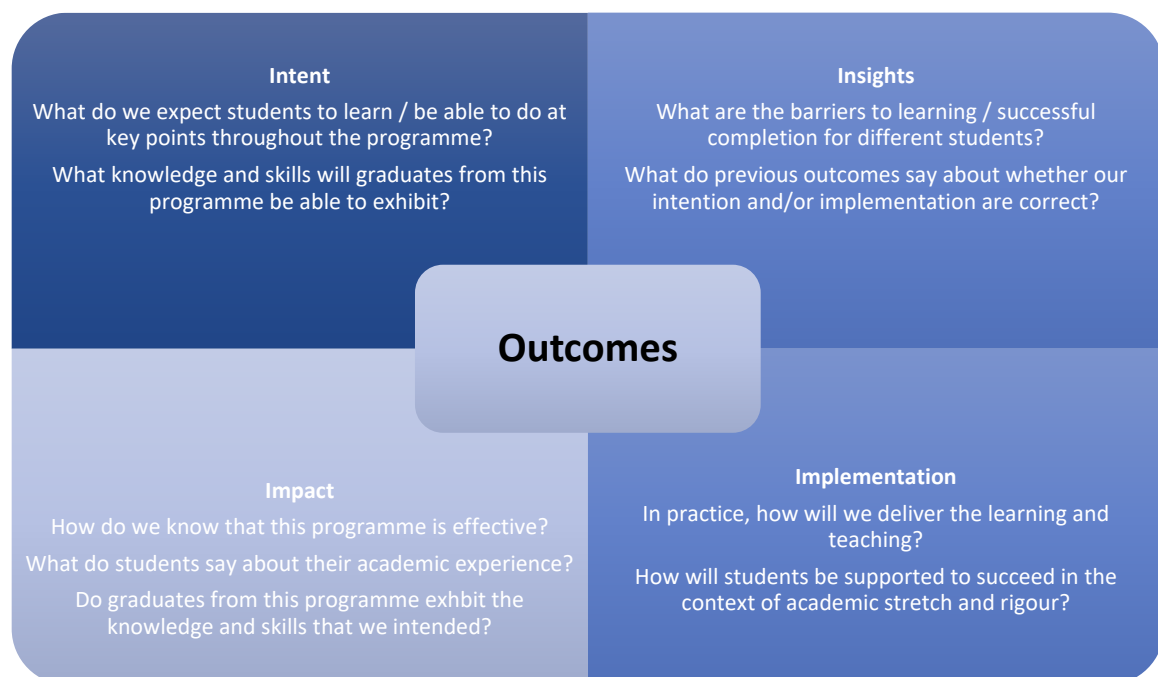 Intent
What do we expect students to learn / be able to do at
key points throughout the programme?
What knowledge and skills will graduates from this
programme be able to exhibit?
Insights
What are the barriers to learning / successful
completion for different students?
What do previous outcomes say about whether our
intention and/or implementation are correct?
Outcomes
Impact
How do we know that this programme is effective?
What do students say about their academic experience?
Do graduates from this programme exhbit the
knowledge and skills that we intended?
Implementation
In practice, how will we deliver the learning and
teaching?
How will students be supported to succeed in the
context of academic stretch and rigour?